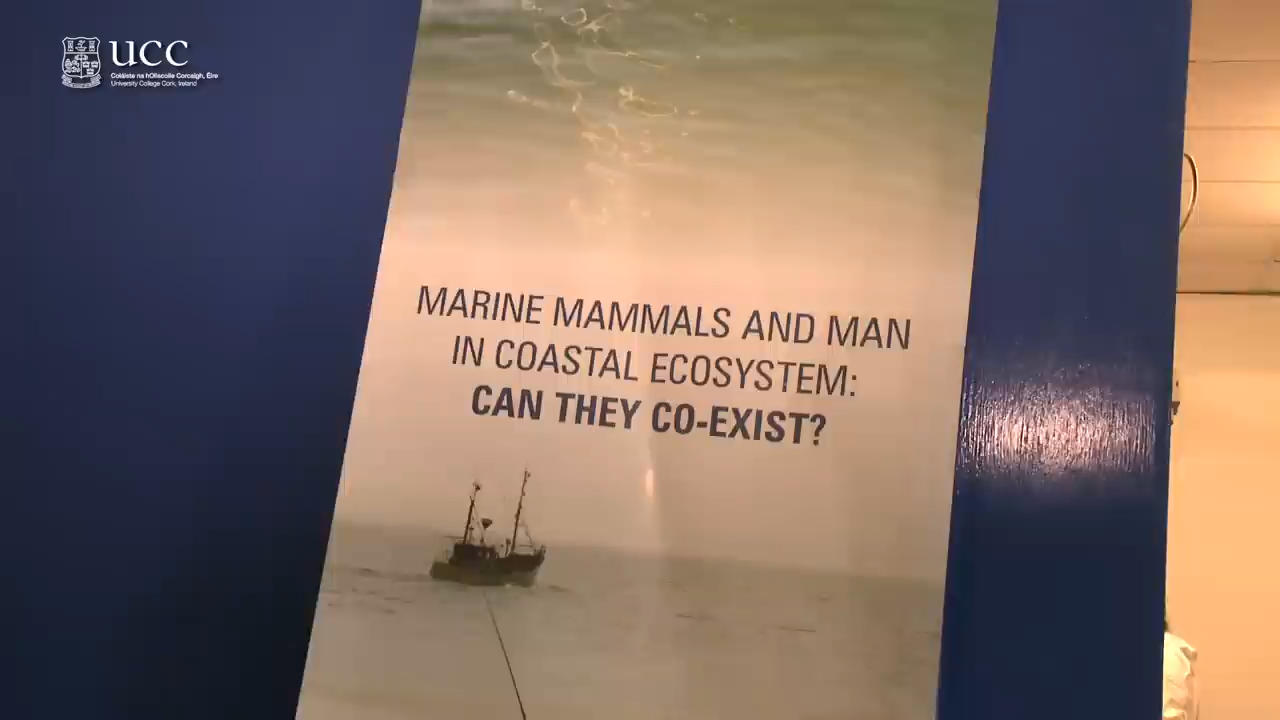 UCC
Coláiste na hOllscoile Corcaigh, Éire
University College Cork, Ireland
MARINE MAMMALS AND MAN
IN COASTAL ECOSYSTEM:
CAN THEY CO-EXIST?